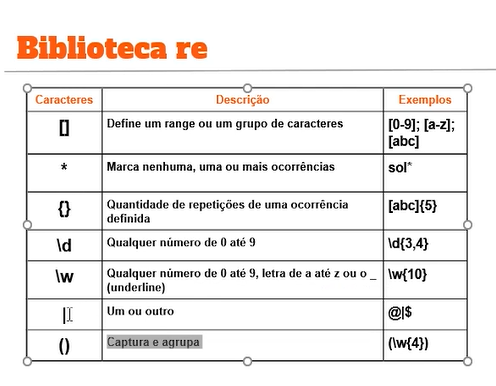 Biblioteca re
Caracteres Descrição Exemplos
[] Define um range ou um grupo de caracteres [0-9]; [a-z];
[abc]
* Marca nenhuma, uma ou mais ocorrências sol*
{} Quantidade de repetições de uma ocorrência
definida [abc]{5}
\d Qualquer número de 0 até 9 \d{3,4}
\w Qualquer número de 0 até 9, letra de a até z ou o _
(underline) \w{10}
| Um ou outro @|$
() Captura e agrupa (\w{4})